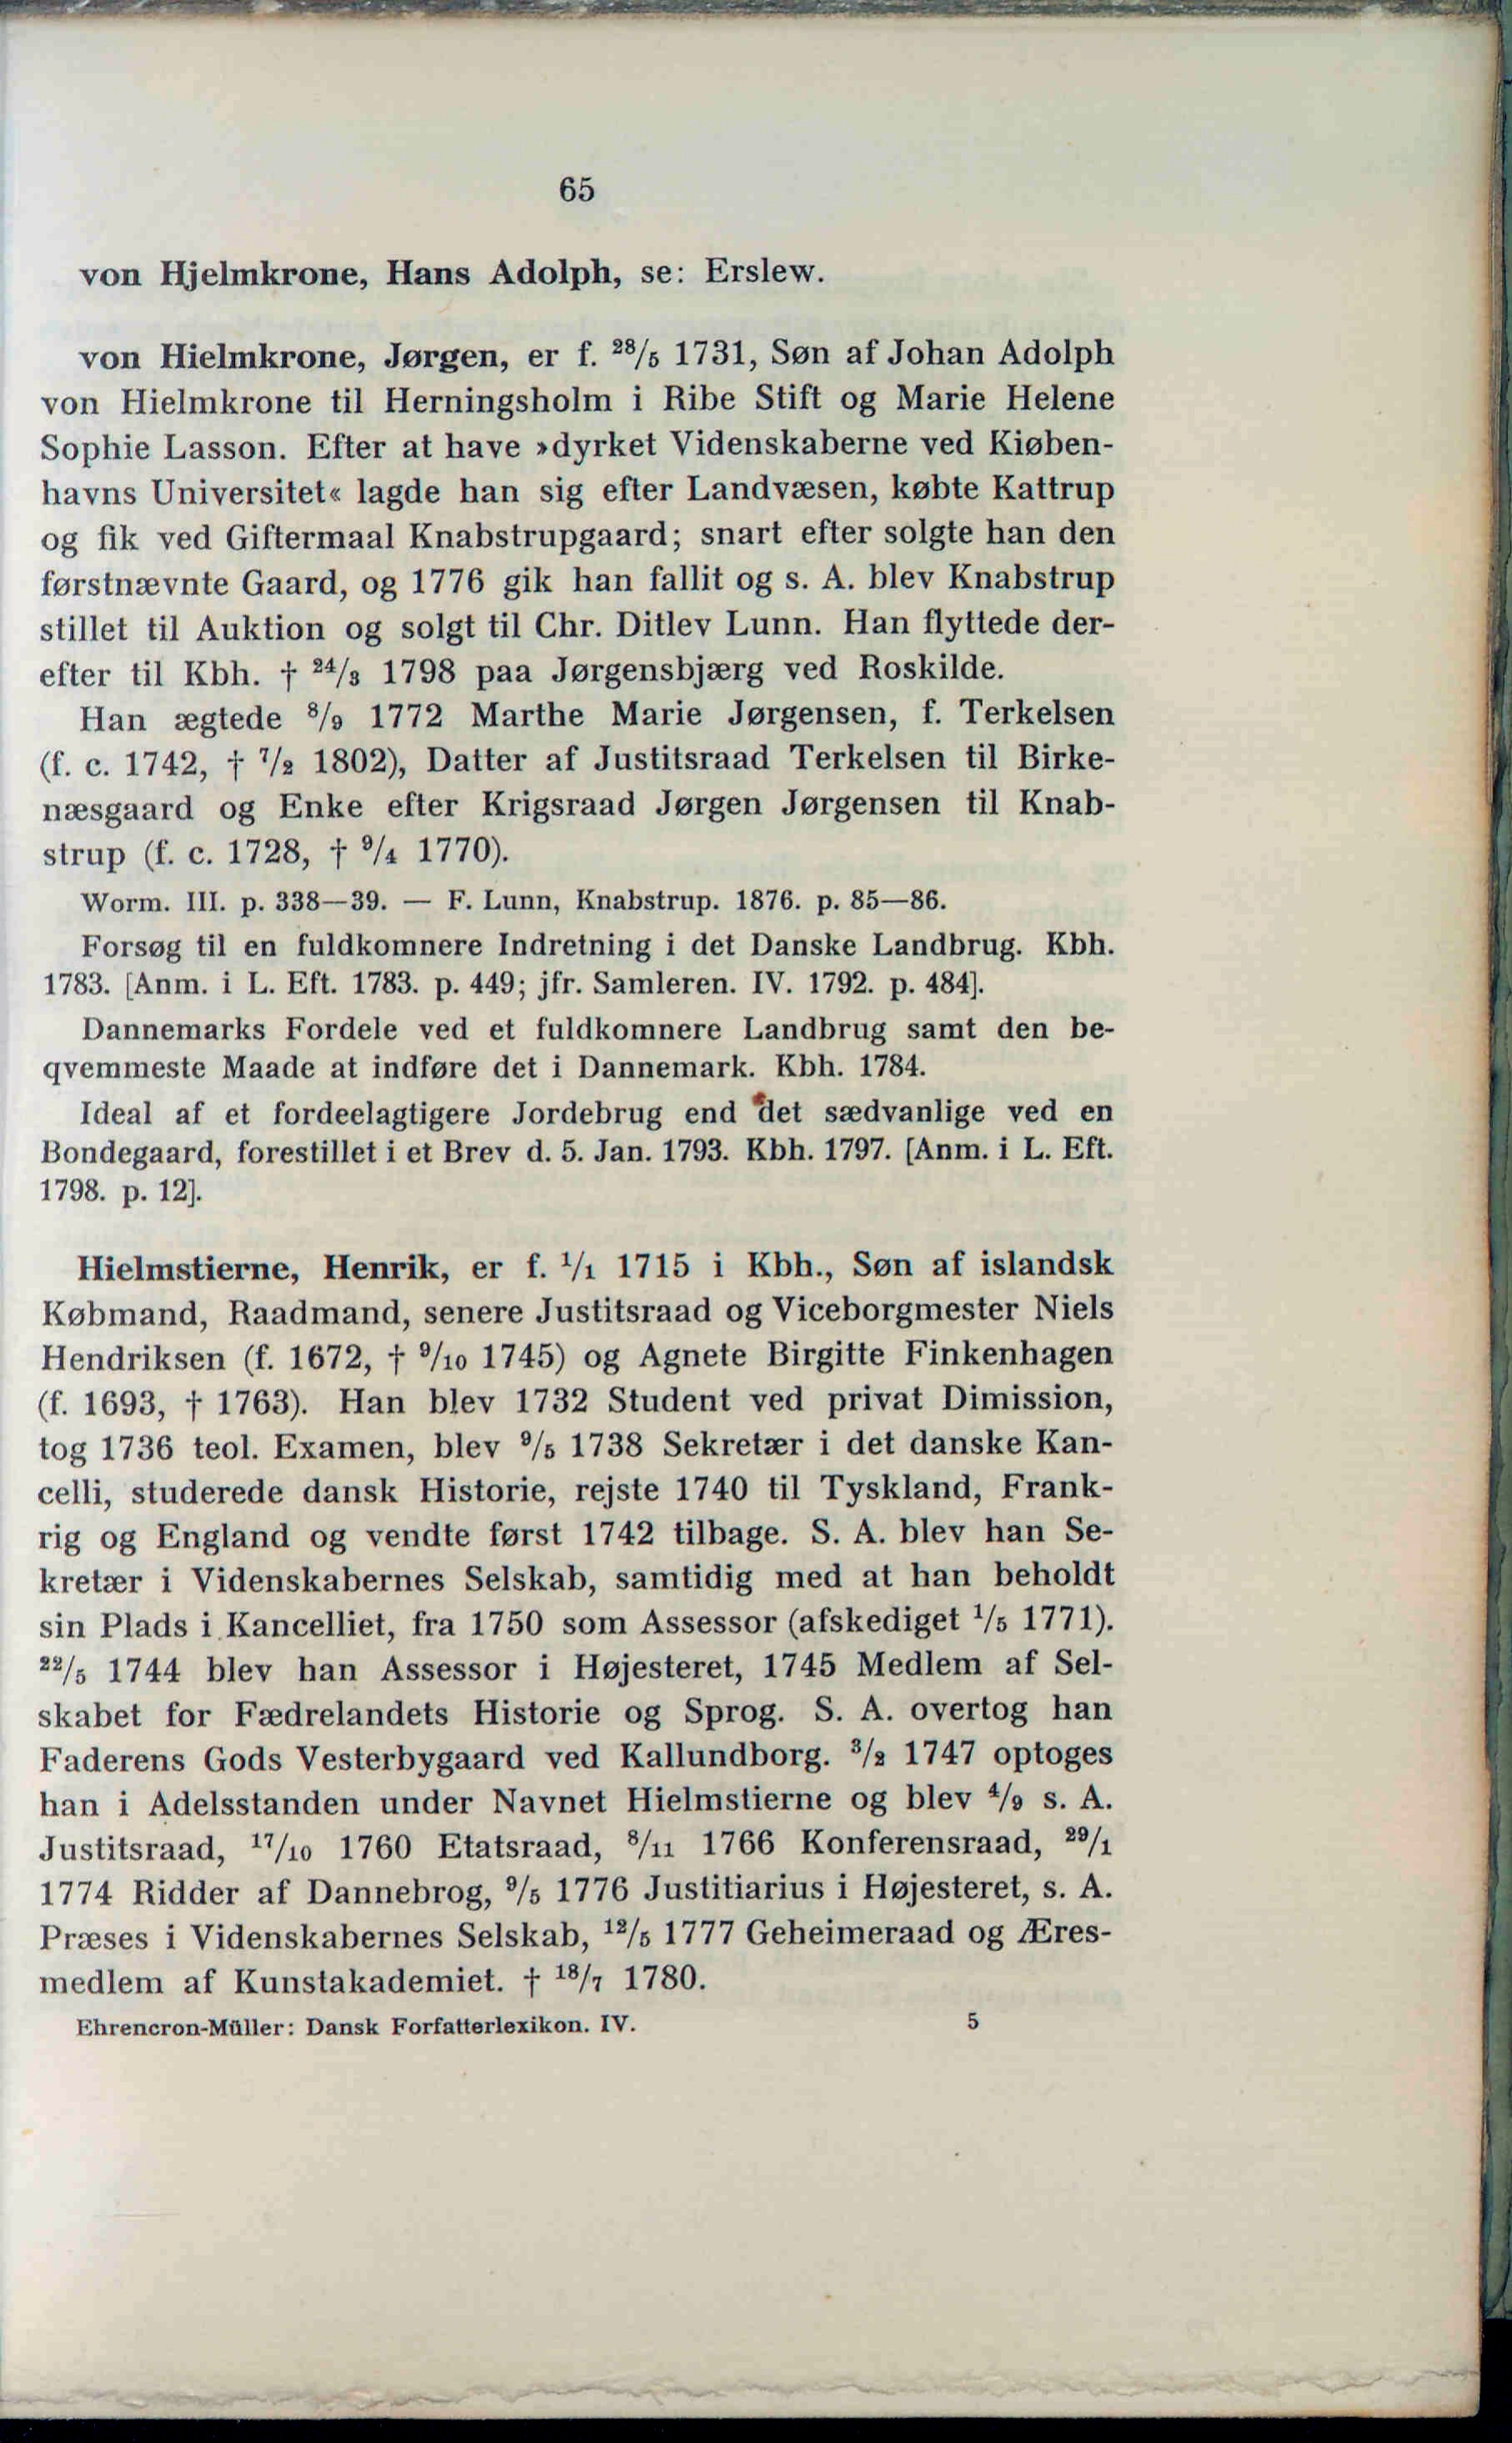 65
von Hjelmkrone, Hans Adolph, se: Erslew.
von Hielmkrone, Jørgen, er f. 28/5 1731, Søn af Johan Adolph
von Hielmkrone til Herningsholm i Ribe Stift og Marie Helene
Sophie Lasson. Efter at have »dyrket Videnskaberne ved Kiøben-
havns Universitet« lagde han sig efter Landvæsen, købte Kattrup
og fik ved Giftermaal Knabstrupgaard; snart efter solgte han den
førstnævnte Gaard, og 1776 gik han fallit og s. A. blev Knabstrup
stillet til Auktion og solgt til Chr. Ditlev Lunn. Han flyttede der-
efter til Kbh. † 24/3 1798 paa Jørgensbjærg ved Roskilde.
Han ægtede 8/9 1772 Marthe Marie Jørgensen, f. Terkelsen
(f. c. 1742, † 7/2 1802), Datter af Justitsraad Terkelsen til Birke-
næsgaard og Enke efter Krigsraad Jørgen Jørgensen til Knab-
strup (f. c. 1728, † 9/4 1770).
Worm. III. p. 338—39. — F. Lunn, Knabstrup. 1876. p. 85—86.
Forsøg til en fuldkomnere Indretning i det Danske Landbrug. Kbh.
1783. [Anm. i L. Eft. 1783. p. 449; jfr. Samleren. IV. 1792. p. 484].
Dannemarks Fordele ved et fuldkomnere Landbrug samt den be-
qvemmeste Maade at indføre det i Dannemark. Kbh. 1784.
Ideal af et fordeelagtigere Jordebrug end det sædvanlige ved en
Bondegaard, forestillet i et Brev d. 5. Jan. 1793. Kbh. 1797. [Anm. i L. Eft.
1798. p. 12].
Hielmstierne, Henrik, er f. 1/1 1715 i Kbh., Søn af islandsk
Købmand, Raadmand, senere Justitsraad og Viceborgmester Niels
Hendriksen (f. 1672, † 9/10 1745) og Agnete Birgitte Finkenhagen
(f. 1693, † 1763). Han blev 1732 Student ved privat Dimission,
tog 1736 teol. Examen, blev 9/5 1738 Sekretær i det danske Kan-
celli, studerede dansk Historie, rejste 1740 til Tyskland, Frank-
rig og England og vendte først 1742 tilbage. S. A. blev han Se-
kretær i Videnskabernes Selskab, samtidig med at han beholdt
sin Plads i Kancelliet, fra 1750 som Assessor (afskediget 1/5 1771).
22/5 1744 blev han Assessor i Højesteret, 1745 Medlem af Sel-
skabet for Fædrelandets Historie og Sprog. S. A. overtog han
Faderens Gods Vesterbygaard ved Kallundborg. 3/2 1747 optoges
han i Adelsstanden under Navnet Hielmstierne og blev 4/9 s. A.
Justitsraad, 17/10 1760 Etatsraad, 8/11 1766 Konferensraad, 29/1
1774 Ridder af Dannebrog, 9/5 1776 Justitiarius i Højesteret, s. A.
Præses i Videnskabernes Selskab, 12/5 1777 Geheimeraad og Æres-
medlem af Kunstakademiet. † 18/7 1780.
Ehrencron-Müller: Dansk Forfatterlexikon. IV. 5